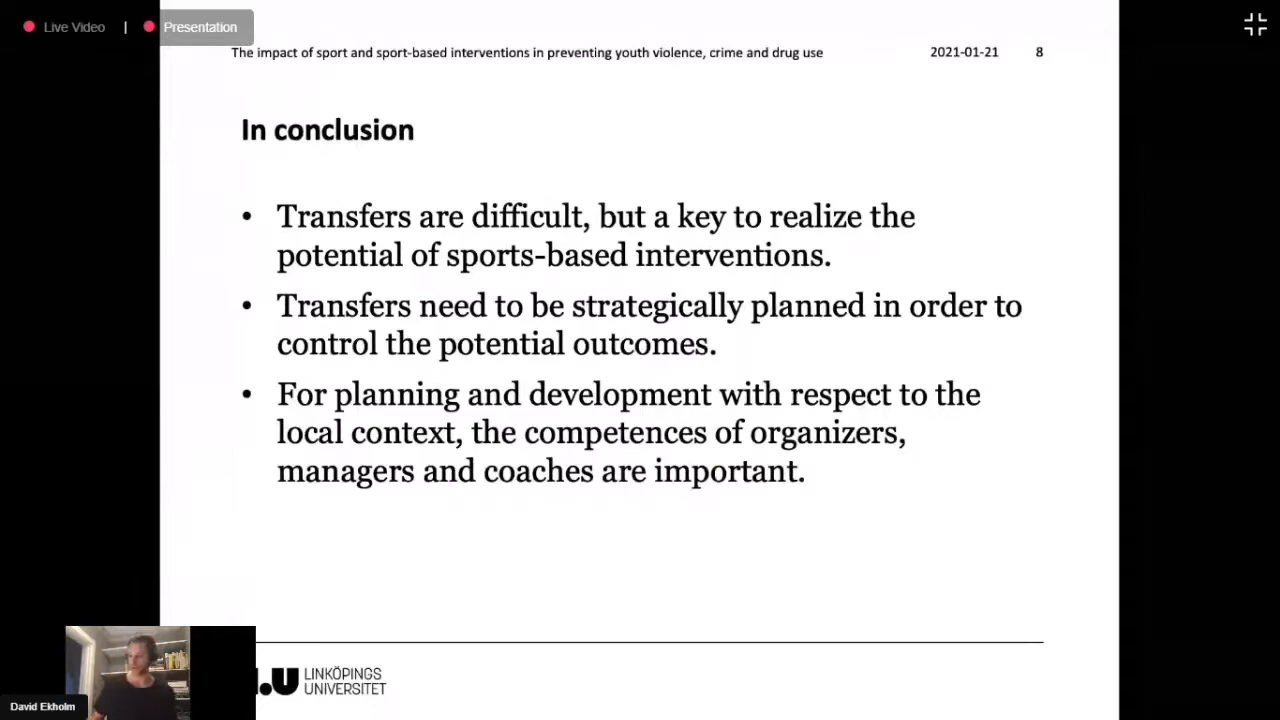 Live Video | Presentation
The impact of sport and sport-based interventions in preventing youth violence, crime and drug use 2021-01-21 8
In conclusion
• Transfers are difficult, but a key to realize the
potential of sports-based interventions.
• Transfers need to be strategically planned in order to
control the potential outcomes.
• For planning and development with respect to the
local context, the competences of organizers,
managers and coaches are important.
.U LINKÖPINGS
UNIVERSITET
David Ekholm